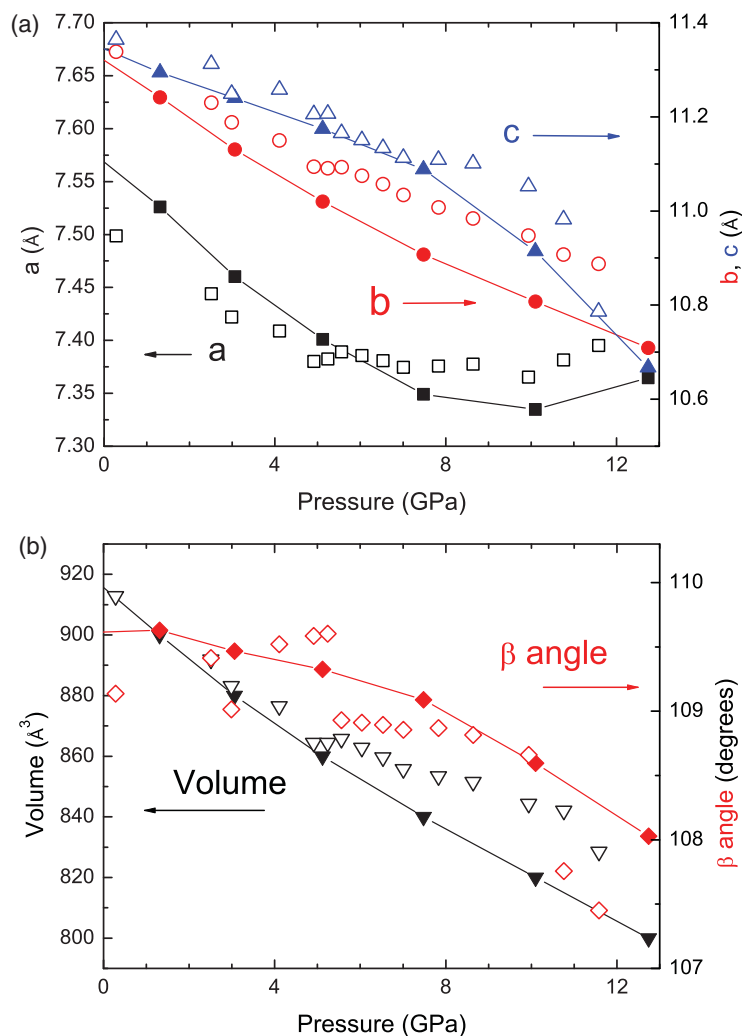 (a)
7.70
7.65
7.60
7.55
7.50
7.45
7.40
7.35
7.30
a (Å)
11.4
11.2
11.0
10.8
10.6
b, c (Å)
c
b
a
0 4 8 12
Pressure (GPa)
(b)
920
900
880
860
840
820
800
Volume (Å³)
110
109
108
107
β angle (degrees)
β angle
Volume
0 4 8 12
Pressure (GPa)